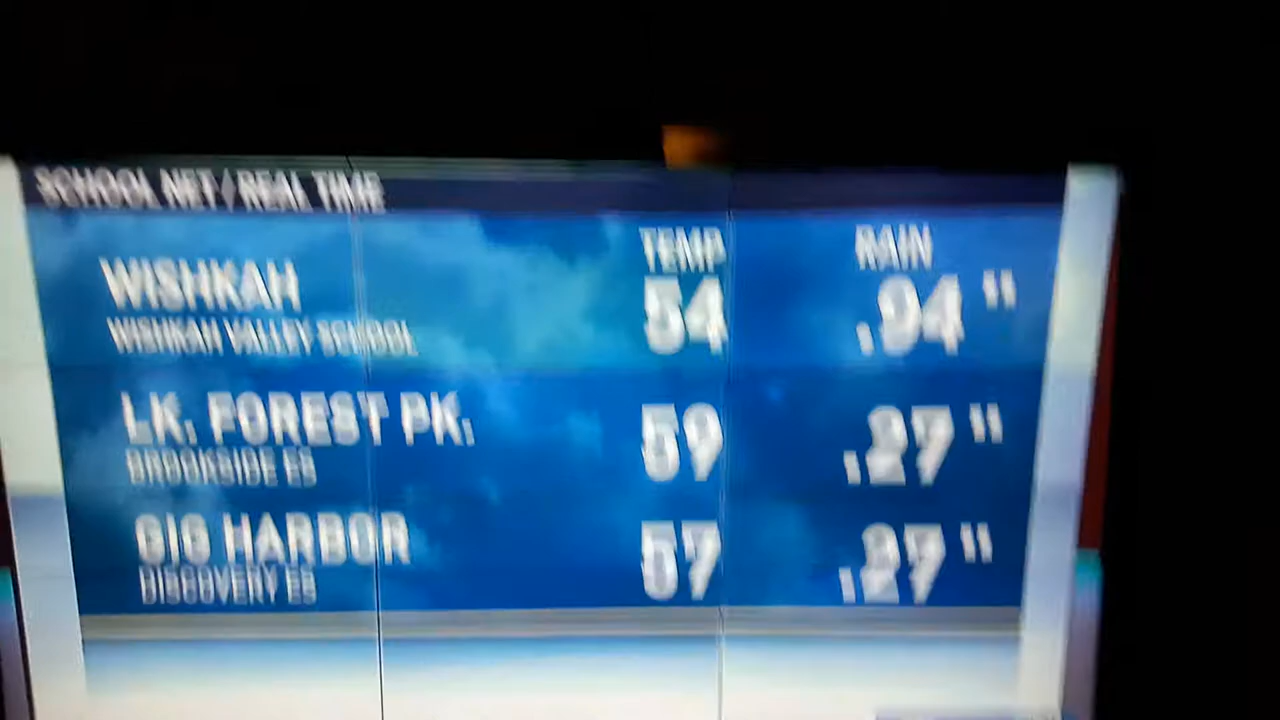 SCHOOL NET/REAL TIME
TEMP RAIN
WISHKAH 54 .94"
WISHKAH VALLEY SCHOOL
LK. FOREST PK. 59 .27"
BROOKSIDE ES
GIG HARBOR 57 .27"
DISCOVERY ES